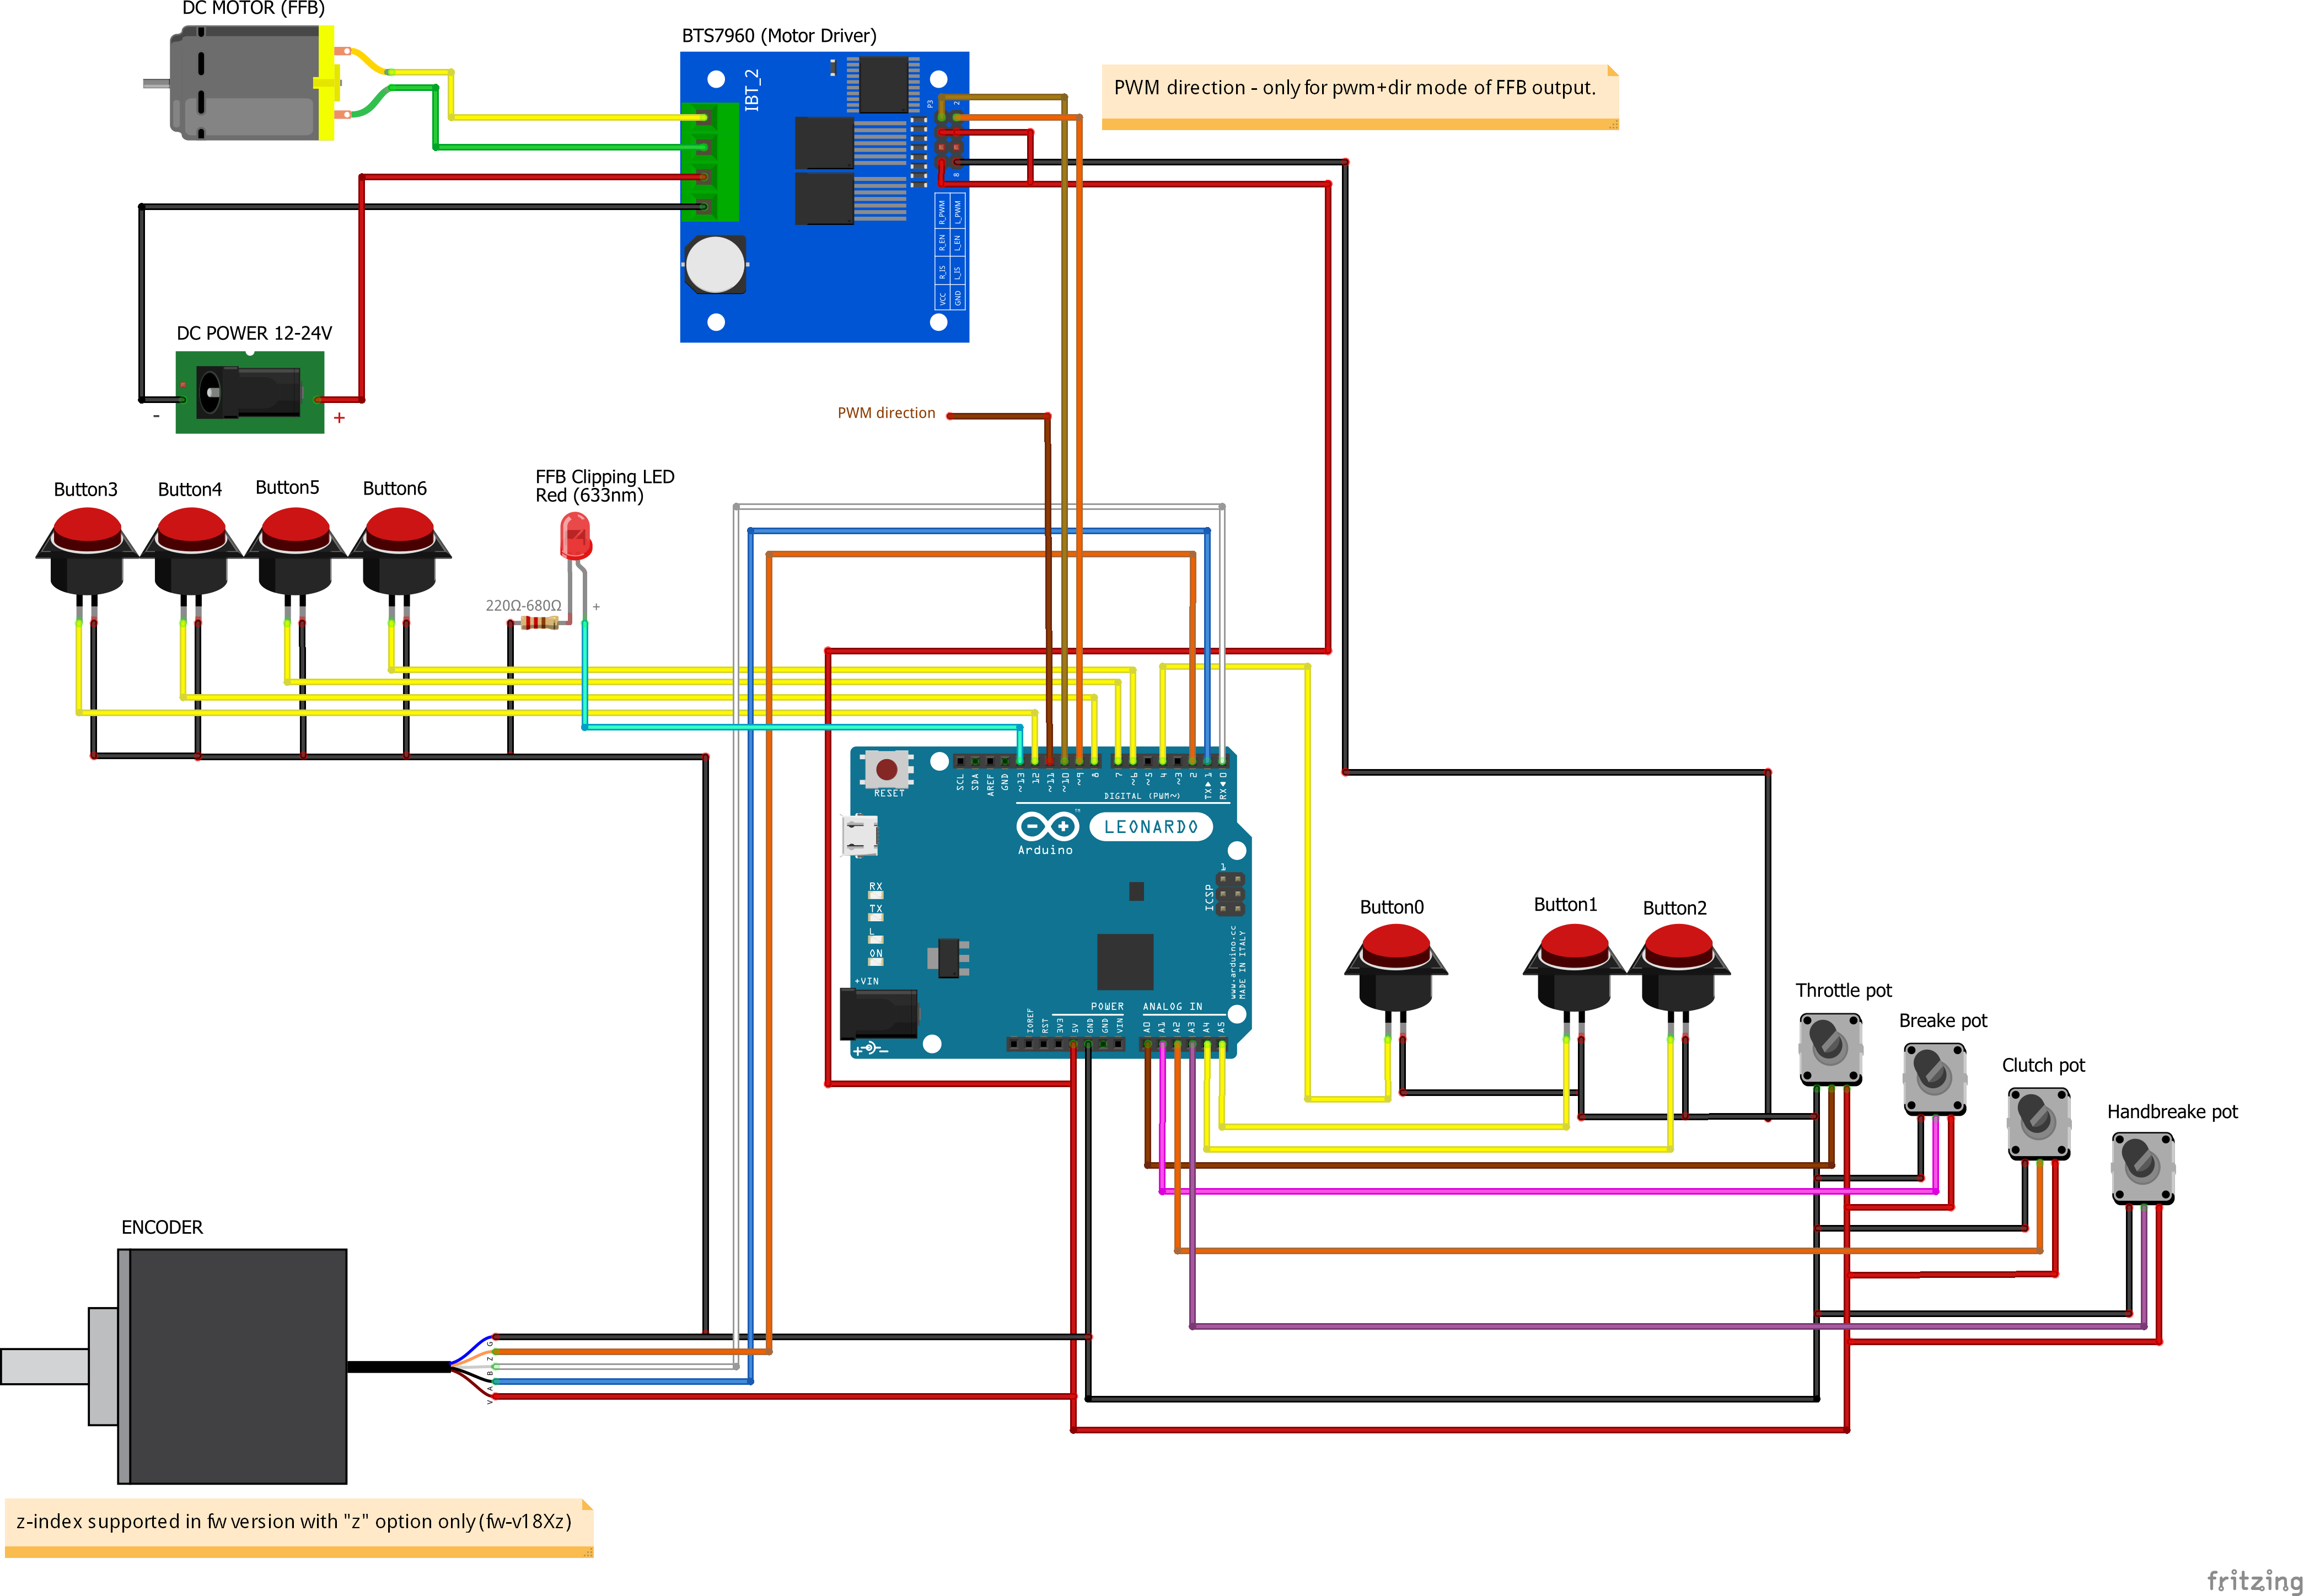 DC MOTOR (FFB)
BTS7960 (Motor Driver)
IBT_2
P3
2
8
R_PWM
L_PWM
R_EN
L_EN
R_IS
L_IS
VCC
GND
PWM direction - only for pwm+dir mode of FFB output.
DC POWER 12-24V
-
+
PWM direction
Button3
Button4
Button5
Button6
FFB Clipping LED
Red (633nm)
220Ω-680Ω
+
RESET
SCL
SDA
AREF
GND
~13
12
~11
~10
~9
8
7
~6
~5
4
~3
2
TX▶1
RX◀0
DIGITAL (PWM~)
TM
LEONARDO
Arduino
1
ICSP
RX
TX
L
ON
+VIN
www.arduino.cc
MADE IN ITALY
POWER
ANALOG IN
IOREF
RST
3V3
5V
GND
GND
VIN
A0
A1
A2
A3
A4
A5
+ −
Button0
Button1
Button2
Throttle pot
Breake pot
Clutch pot
Handbreake pot
ENCODER
G
Z
B
A
V
z-index supported in fw version with "z" option only (fw-v18Xz)
fritzing